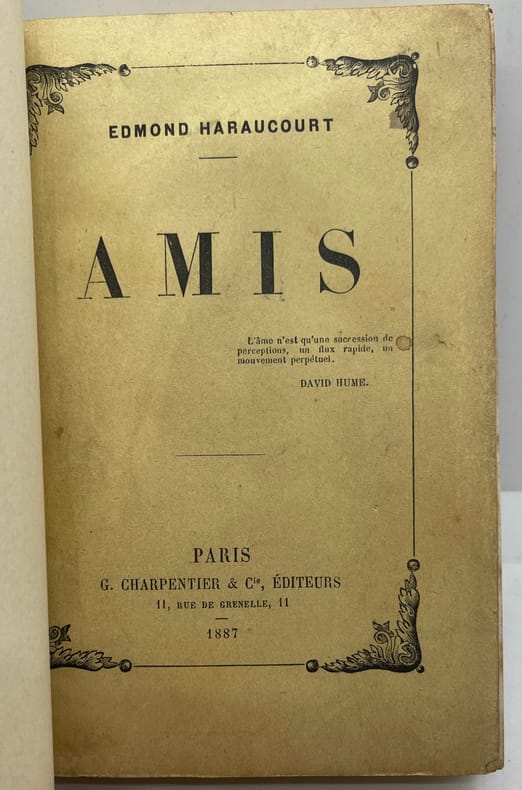 EDMOND HARAUCOURT
AMIS
L'âme n'est qu'une succession de
perceptions, un flux rapide, un
mouvement perpétuel.
DAVID HUME.
PARIS
G. CHARPENTIER & Cie, ÉDITEURS
11, RUE DE GRENELLE, 11
1887